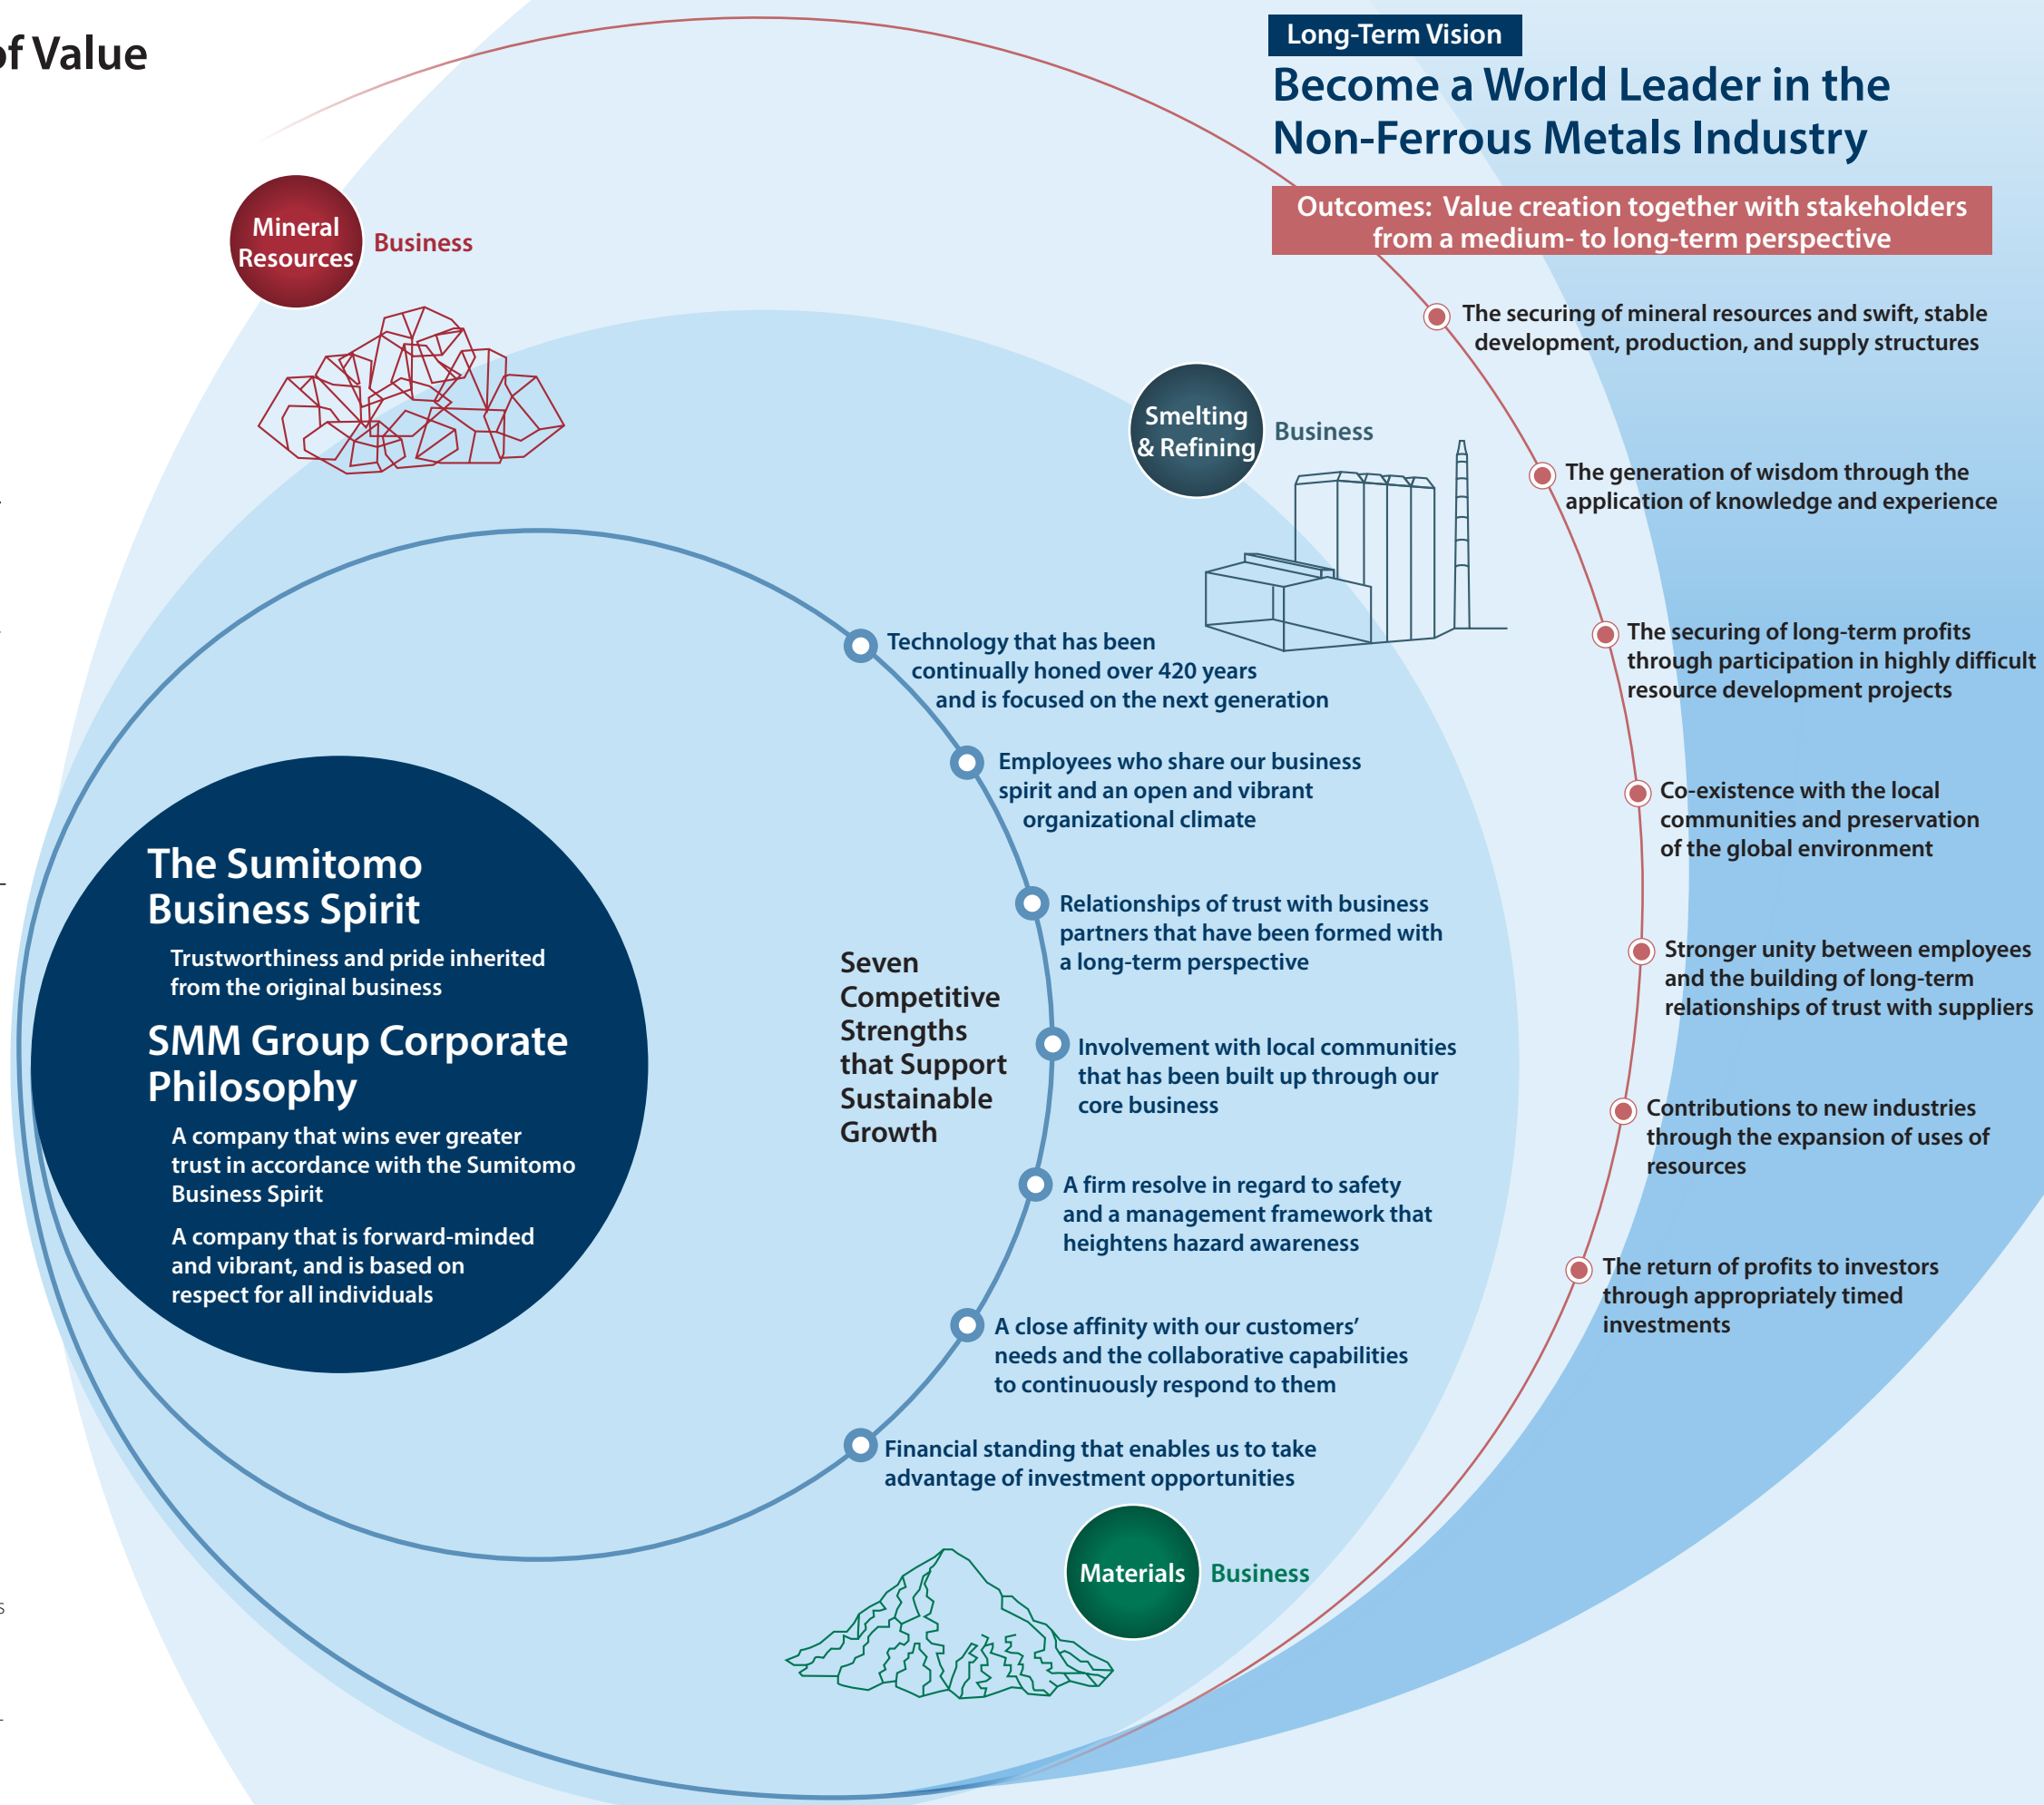 of Value
Long-Term Vision
Become a World Leader in the
Non-Ferrous Metals Industry
Outcomes: Value creation together with stakeholders
from a medium- to long-term perspective
Mineral
Resources
Business
The securing of mineral resources and swift, stable
development, production, and supply structures
Smelting
& Refining
Business
The generation of wisdom through the
application of knowledge and experience
The securing of long-term profits
through participation in highly difficult
resource development projects
Co-existence with the local
communities and preservation
of the global environment
Stronger unity between employees
and the building of long-term
relationships of trust with suppliers
Contributions to new industries
through the expansion of uses of
resources
The return of profits to investors
through appropriately timed
investments
Technology that has been
continually honed over 420 years
and is focused on the next generation
Employees who share our business
spirit and an open and vibrant
organizational climate
Relationships of trust with business
partners that have been formed with
a long-term perspective
Involvement with local communities
that has been built up through our
core business
A firm resolve in regard to safety
and a management framework that
heightens hazard awareness
A close affinity with our customers’
needs and the collaborative capabilities
to continuously respond to them
Financial standing that enables us to take
advantage of investment opportunities
Seven
Competitive
Strengths
that Support
Sustainable
Growth
The Sumitomo
Business Spirit
Trustworthiness and pride inherited
from the original business
SMM Group Corporate
Philosophy
A company that wins ever greater
trust in accordance with the Sumitomo
Business Spirit
A company that is forward-minded
and vibrant, and is based on
respect for all individuals
Materials
Business